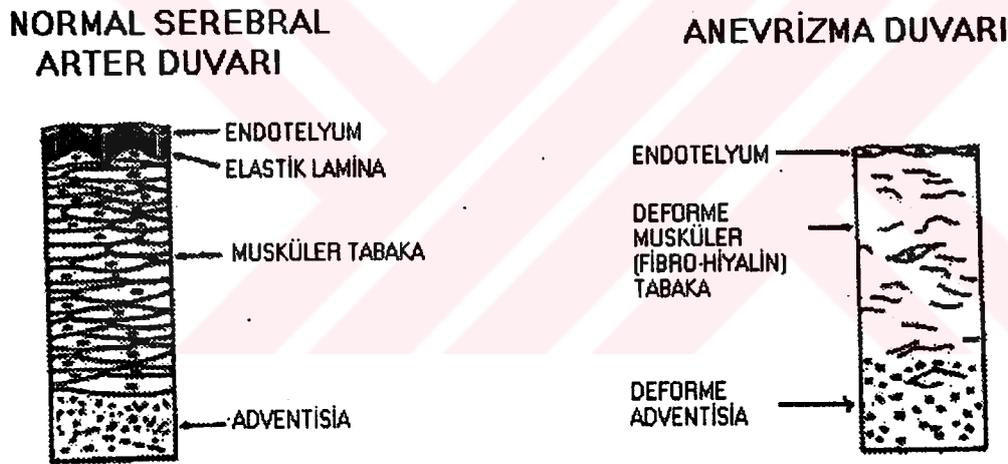 NORMAL SEREBRAL
ARTER DUVARI
ENDOTELYUM
ELASTİK LAMİNA
MUSKÜLER TABAKA
ADVENTİSİA
ANEVRİZMA DUVARI
ENDOTELYUM
DEFORME
MUSKÜLER
(FİBRO-HİYALİN)
TABAKA
DEFORME
ADVENTİSİA